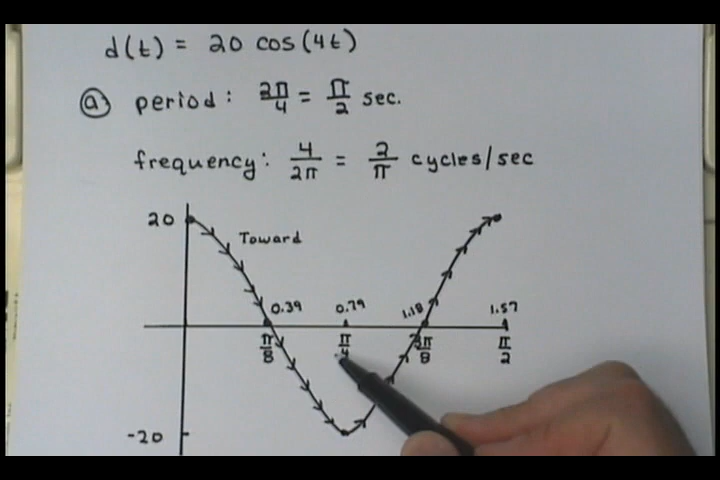 d(t) = 20 cos(4t)
ⓐ period: 2π/4 = π/2 sec.
frequency: 4/2π = 2/π cycles/sec
20
Toward
0.39 0.79 1.18 1.57
π/8 π/4 3π/8 π/2
-20